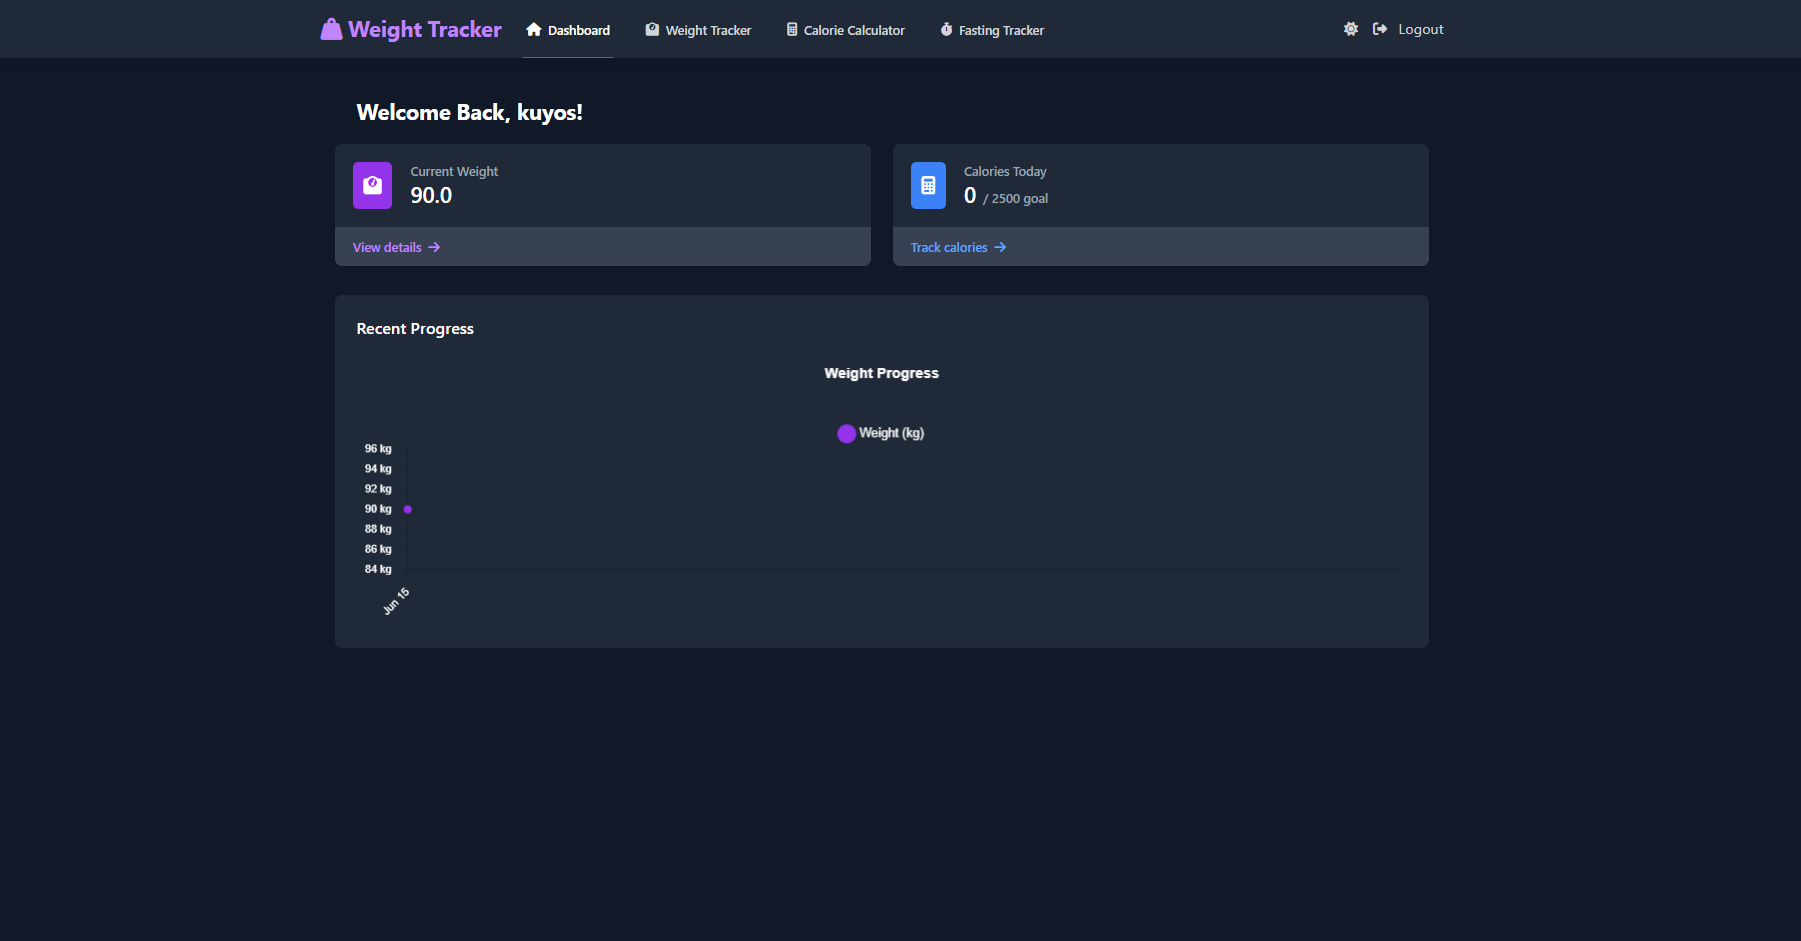 Weight Tracker
Dashboard
Weight Tracker
Calorie Calculator
Fasting Tracker
Logout
Welcome Back, kuyos!
Current Weight
90.0
View details
Calories Today
0 / 2500 goal
Track calories
Recent Progress
Weight Progress
Weight (kg)
96 kg
94 kg
92 kg
90 kg
88 kg
86 kg
84 kg
Jun 15